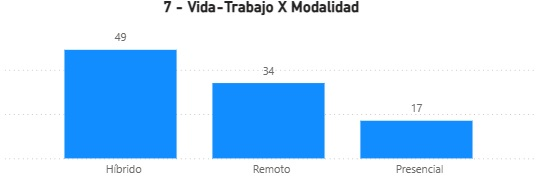 7 - Vida-Trabajo X Modalidad
49
34
17
Híbrido Remoto Presencial